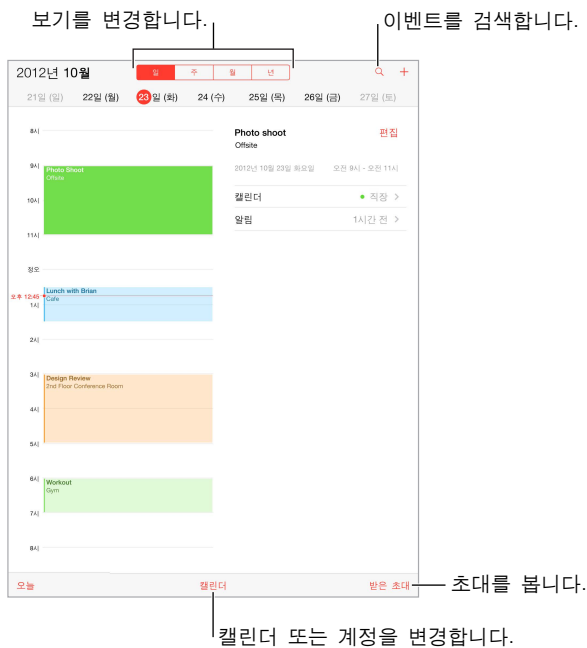 보기를 변경합니다.
이벤트를 검색합니다.
2012년 10월
일 주 월 년
21일 (일) 22일 (월) 23 일 (화) 24 (수) 25일 (목) 26일 (금) 27일 (토)
8시
Photo shoot 편집
Offsite
9시
Photo Shoot
Offsite
2012년 10월 23일 화요일 오전 9시 - 오전 11시
10시
캘린더 직장 >
알림 1시간 전 >
11시
정오
Lunch with Brian
오후 12:45
Cafe
1시
2시
3시
Design Review
2nd Floor Conference Room
4시
5시
6시
Workout
Gym
7시
8시
오늘 캘린더 받은 초대
초대를 봅니다.
캘린더 또는 계정을 변경합니다.